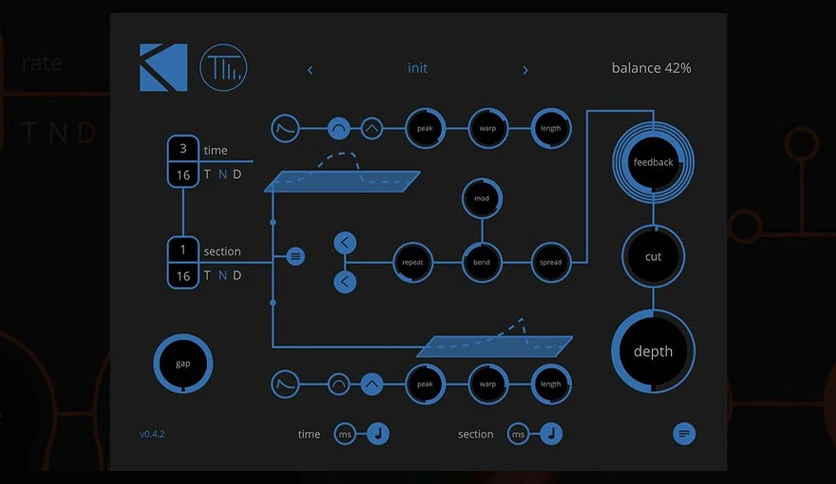 rate
T N D
init
balance 42%
peak
warp
length
3
time
16
T N D
feedback
mod
1
section
16
T N D
repeat
bend
spread
cut
gap
depth
peak
warp
length
v0.4.2
time
ms
section
ms